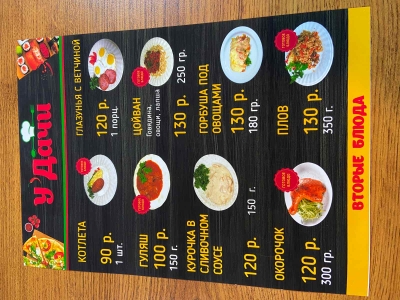 у Дачи
ГЛАЗУНЬЯ С ВЕТЧИНОЙ
120 р.
1 порц.
ЦОЙВАН
Говядина,
овощи, лапша
130 р.
250 гр.
ГОРБУША ПОД
ОВОЩАМИ
130 р.
180 гр.
ПЛОВ
130 р.
350 г.
КОТЛЕТА
90 р.
1 шт.
ГУЛЯШ
100 р.
150 г.
КУРОЧКА В
СЛИВОЧНОМ
СОУСЕ
120 р.
150 г.
ОКОРОЧОК
120 р.
300 гр.
ВТОРЫЕ БЛЮДА